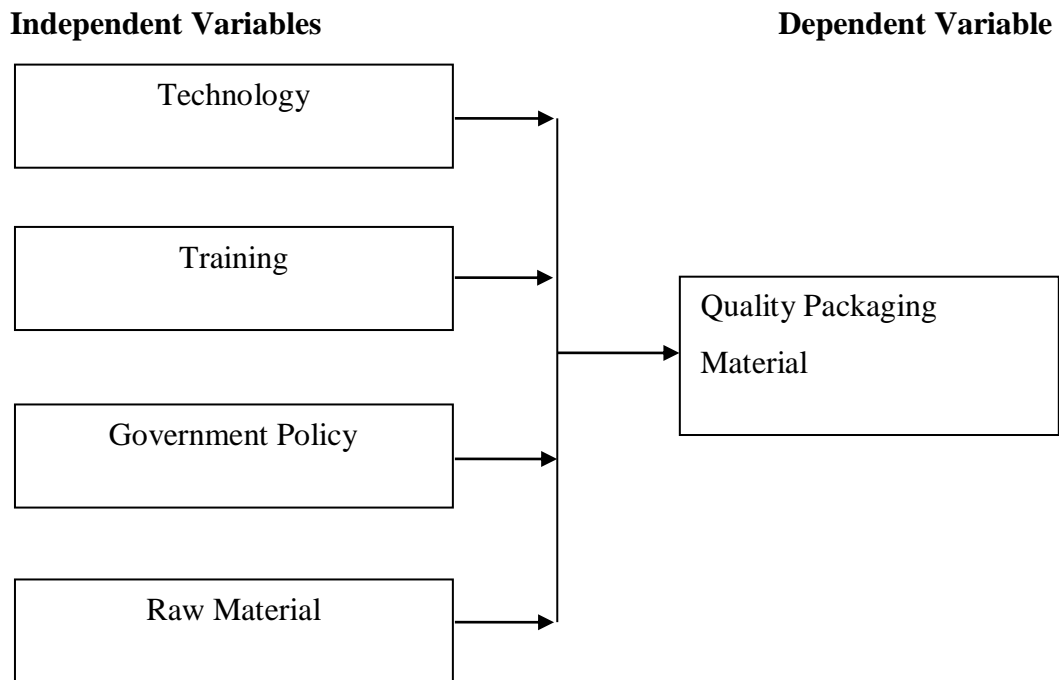 Independent Variables
Dependent Variable
Technology
Training
Quality Packaging
Material
Government Policy
Raw Material